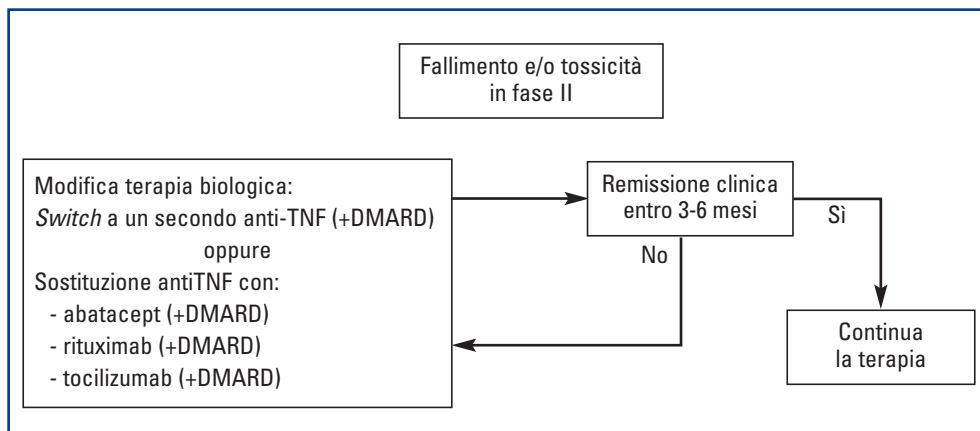 Fallimento e/o tossicità
in fase II
Modifica terapia biologica:
Switch a un secondo anti-TNF (+DMARD)
oppure
Sostituzione antiTNF con:
- abatacept (+DMARD)
- rituximab (+DMARD)
- tocilizumab (+DMARD)
Remissione clinica
entro 3-6 mesi
Sì
No
Continua
la terapia